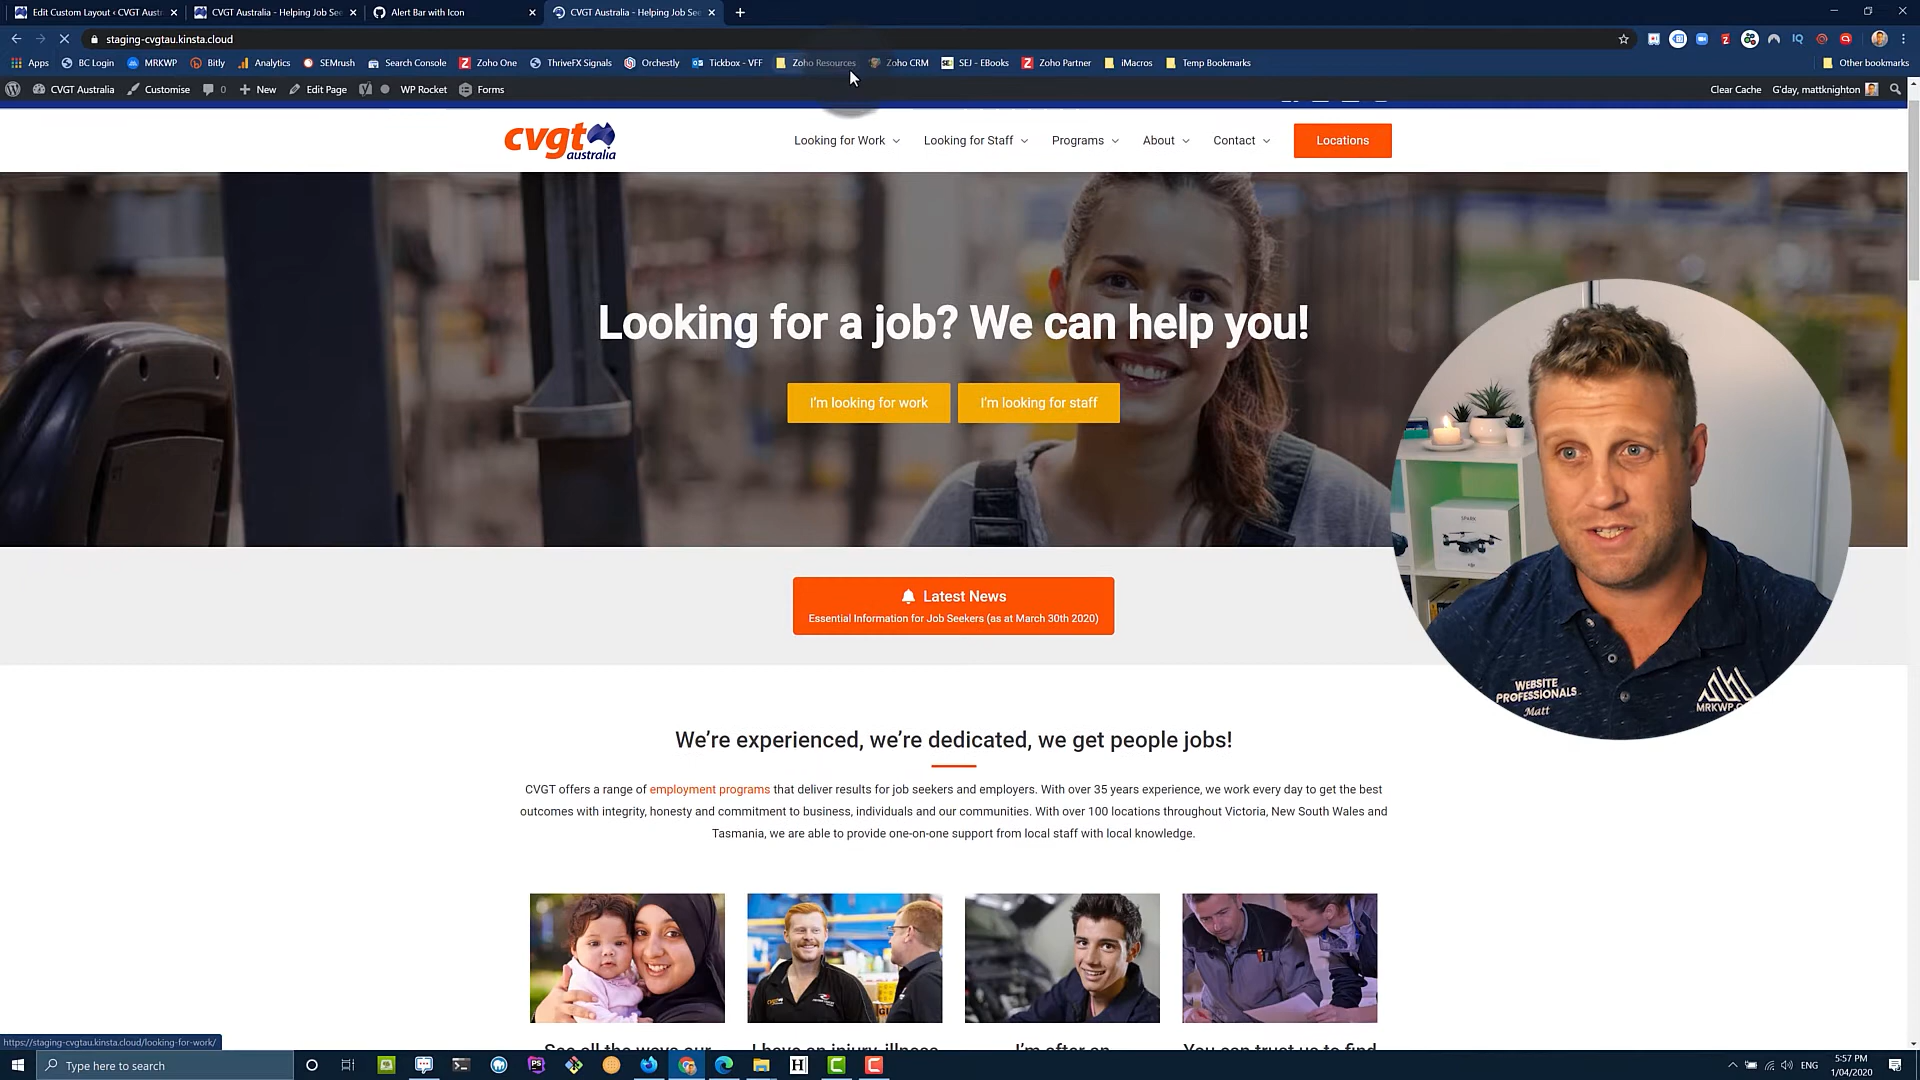 Edit Custom Layout ‹ CVGT Austr
CVGT Australia - Helping Job See
Alert Bar with Icon
CVGT Australia - Helping Job See
staging-cvgtau.kinsta.cloud
Apps
BC Login
MRKWP
Bitly
Analytics
SEMrush
Search Console
Zoho One
ThriveFX Signals
Orchestly
Tickbox - VFF
Zoho Resources
Zoho CRM
SEJ - EBooks
Zoho Partner
iMacros
Temp Bookmarks
Other bookmarks
CVGT Australia
Customise
0
New
Edit Page
WP Rocket
Forms
Clear Cache
G'day, mattknighton
cvgt
australia
Looking for Work
Looking for Staff
Programs
About
Contact
Locations
Looking for a job? We can help you!
I'm looking for work
I'm looking for staff
Latest News
Essential Information for Job Seekers (as at March 30th 2020)
WEBSITE
PROFESSIONALS
Matt
We're experienced, we're dedicated, we get people jobs!
CVGT offers a range of employment programs that deliver results for job seekers and employers. With over 35 years experience, we work every day to get the best
outcomes with integrity, honesty and commitment to business, individuals and our communities. With over 100 locations throughout Victoria, New South Wales and
Tasmania, we are able to provide one-on-one support from local staff with local knowledge.
See all the ways our
I have an injury, illness
I'm after an
You can trust us to find
https://staging-cvgtau.kinsta.cloud/looking-for-work/
Type here to search
ENG
5:57 PM
1/04/2020